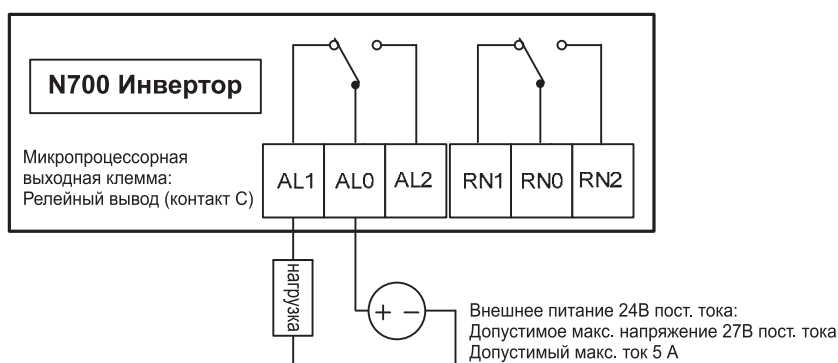 N700 Инвертор
Микропроцессорная
выходная клемма:
Релейный вывод (контакт С)
AL1 AL0 AL2 RN1 RN0 RN2
нагрузка
+ −
Внешнее питание 24В пост. тока:
Допустимое макс. напряжение 27В пост. тока
Допустимый макс. ток 5 А